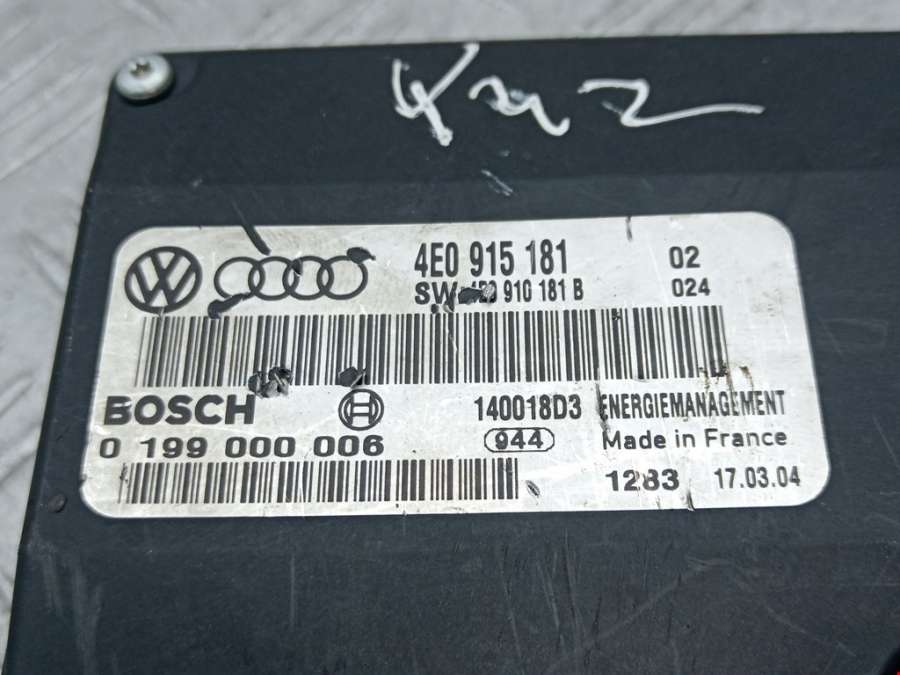 4E0 915 181 02
SW 910 181 B 024
BOSCH 140018D3 ENERGIEMANAGEMENT
0 199 000 006 944 Made in France
1283 17.03.04